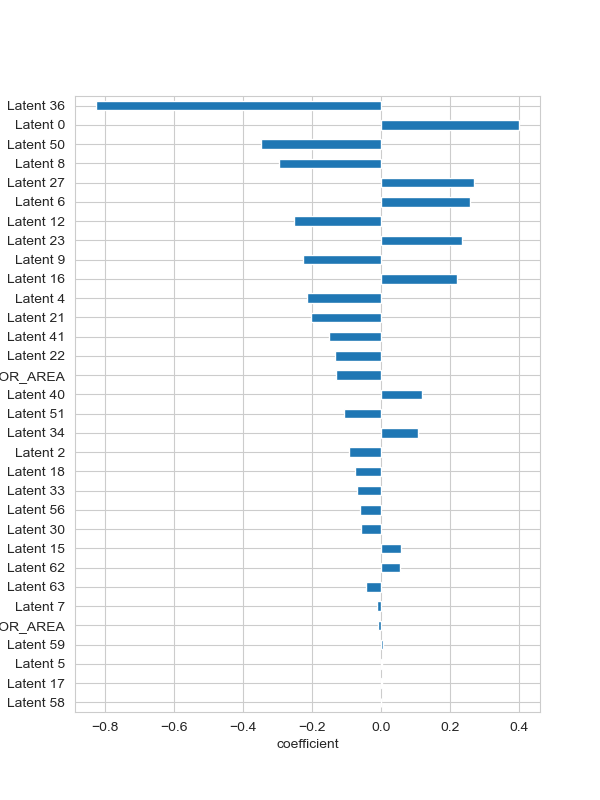 Latent 36
Latent 0
Latent 50
Latent 8
Latent 27
Latent 6
Latent 12
Latent 23
Latent 9
Latent 16
Latent 4
Latent 21
Latent 41
Latent 22
OR_AREA
Latent 40
Latent 51
Latent 34
Latent 2
Latent 18
Latent 33
Latent 56
Latent 30
Latent 15
Latent 62
Latent 63
Latent 7
OR_AREA
Latent 59
Latent 5
Latent 17
Latent 58
−0.8 −0.6 −0.4 −0.2 0.0 0.2 0.4
coefficient